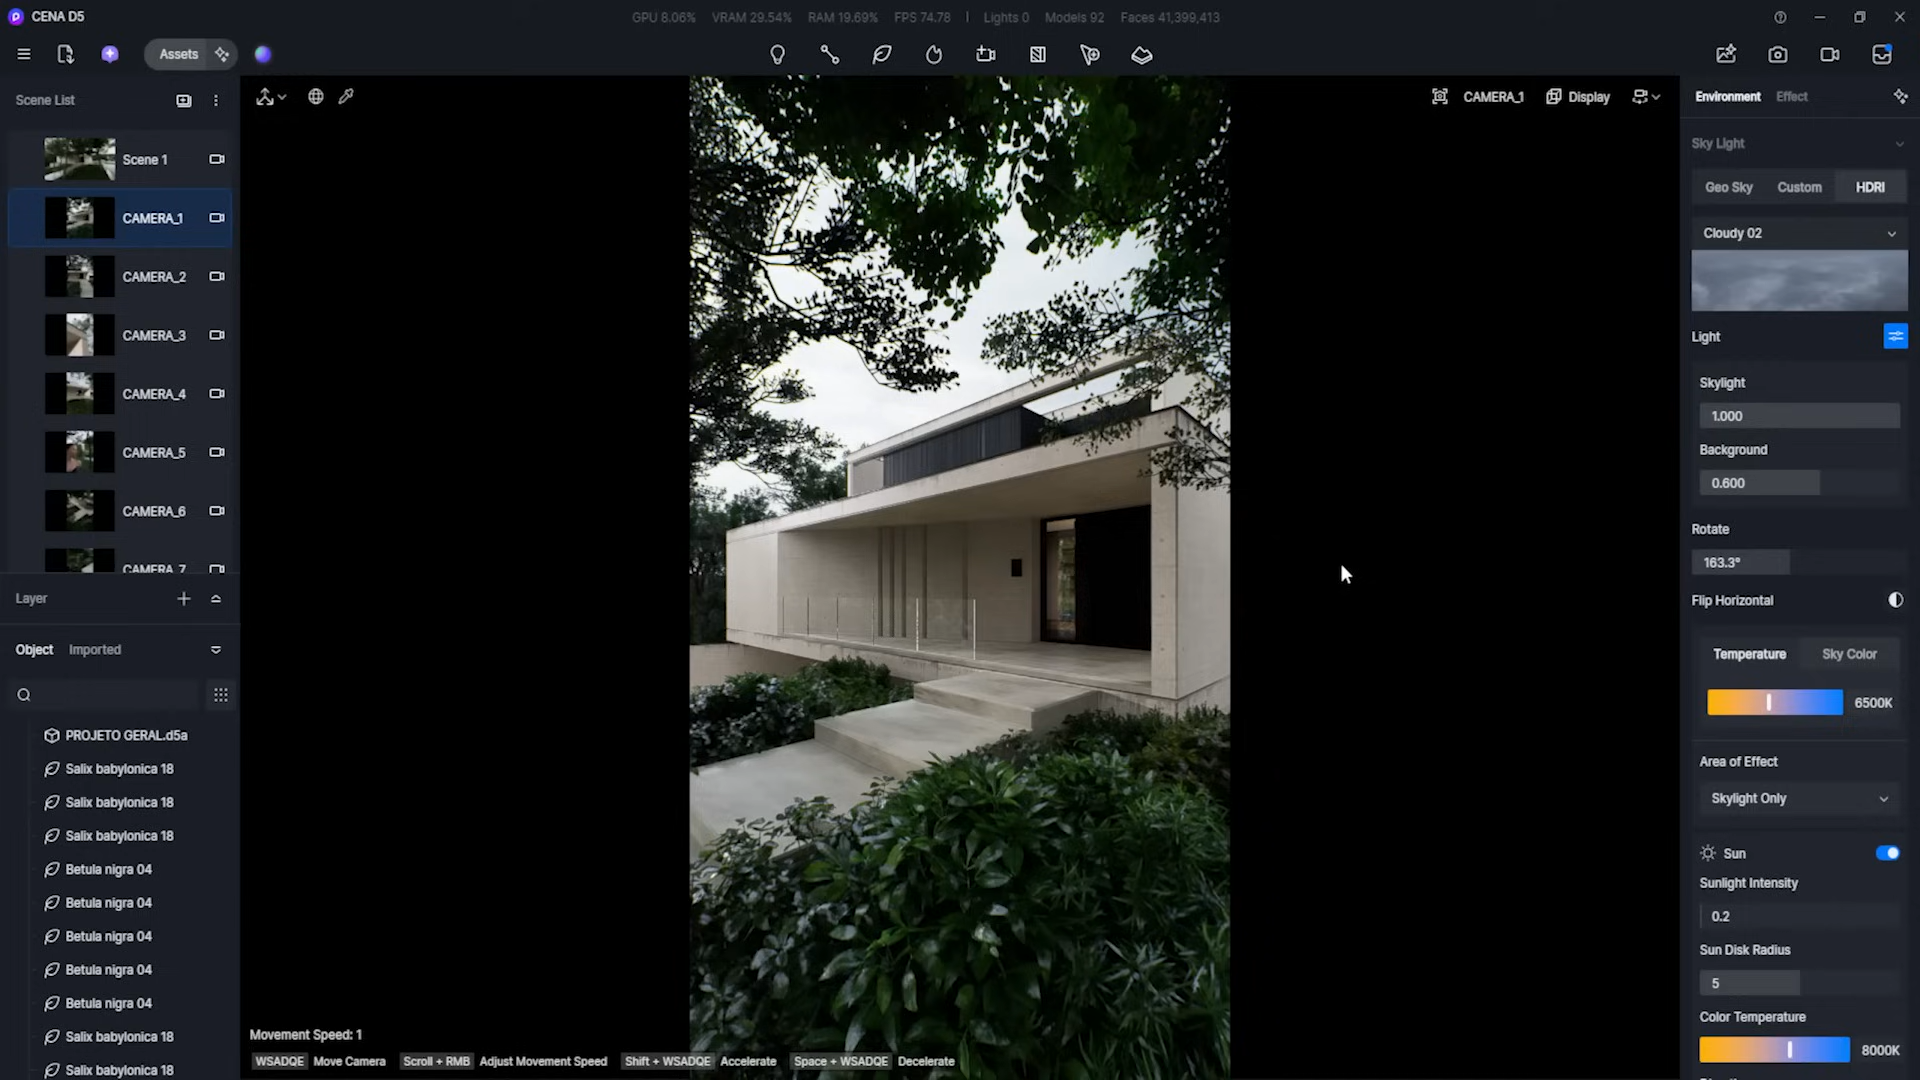 CENA D5
GPU 8.06% VRAM 29.54% RAM 19.69% FPS 74.78 | Lights 0 Models 92 Faces 41,399,413
Assets
Scene List
Scene 1
CAMERA_1
CAMERA_2
CAMERA_3
CAMERA_4
CAMERA_5
CAMERA_6
CAMERA_7
Layer
Object Imported
PROJETO GERAL.d5a
Salix babylonica 18
Salix babylonica 18
Salix babylonica 18
Betula nigra 04
Betula nigra 04
Betula nigra 04
Betula nigra 04
Betula nigra 04
Salix babylonica 18
Salix babylonica 18
CAMERA_1 Display
Movement Speed: 1
WSADQE Move Camera Scroll + RMB Adjust Movement Speed Shift + WSADQE Accelerate Space + WSADQE Decelerate
Environment Effect
Sky Light
Geo Sky Custom HDRI
Cloudy 02
Light
Skylight
1.000
Background
0.600
Rotate
163.3°
Flip Horizontal
Temperature Sky Color
6500K
Area of Effect
Skylight Only
Sun
Sunlight Intensity
0.2
Sun Disk Radius
5
Color Temperature
8000K